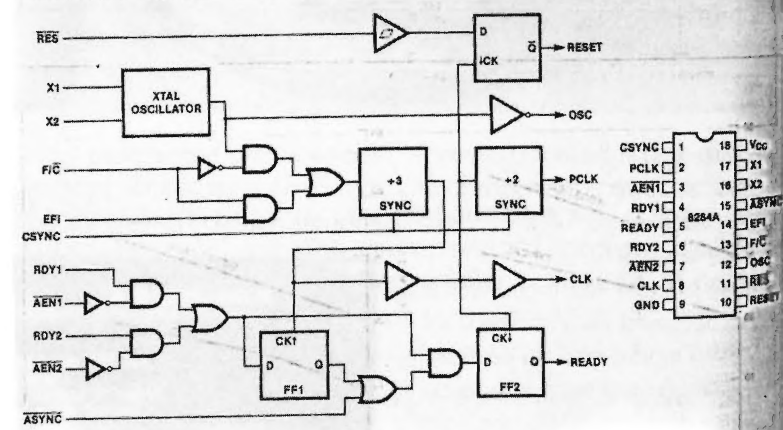 RES
D
Q
RESET
↓CK
X1
XTAL
OSCILLATOR
X2
OSC
F/C
÷3
SYNC
÷2
SYNC
PCLK
EFI
CSYNC
RDY1
AEN1
RDY2
AEN2
CLK
CK↑
D
Q
FF1
CK↓
D
Q
FF2
READY
ASYNC
CSYNC 1 18 VCC
PCLK 2 17 X1
AEN1 3 16 X2
RDY1 4 15 ASYNC
READY 5 8284A 14 EFI
RDY2 6 13 F/C
AEN2 7 12 OSC
CLK 8 11 RES
GND 9 10 RESET